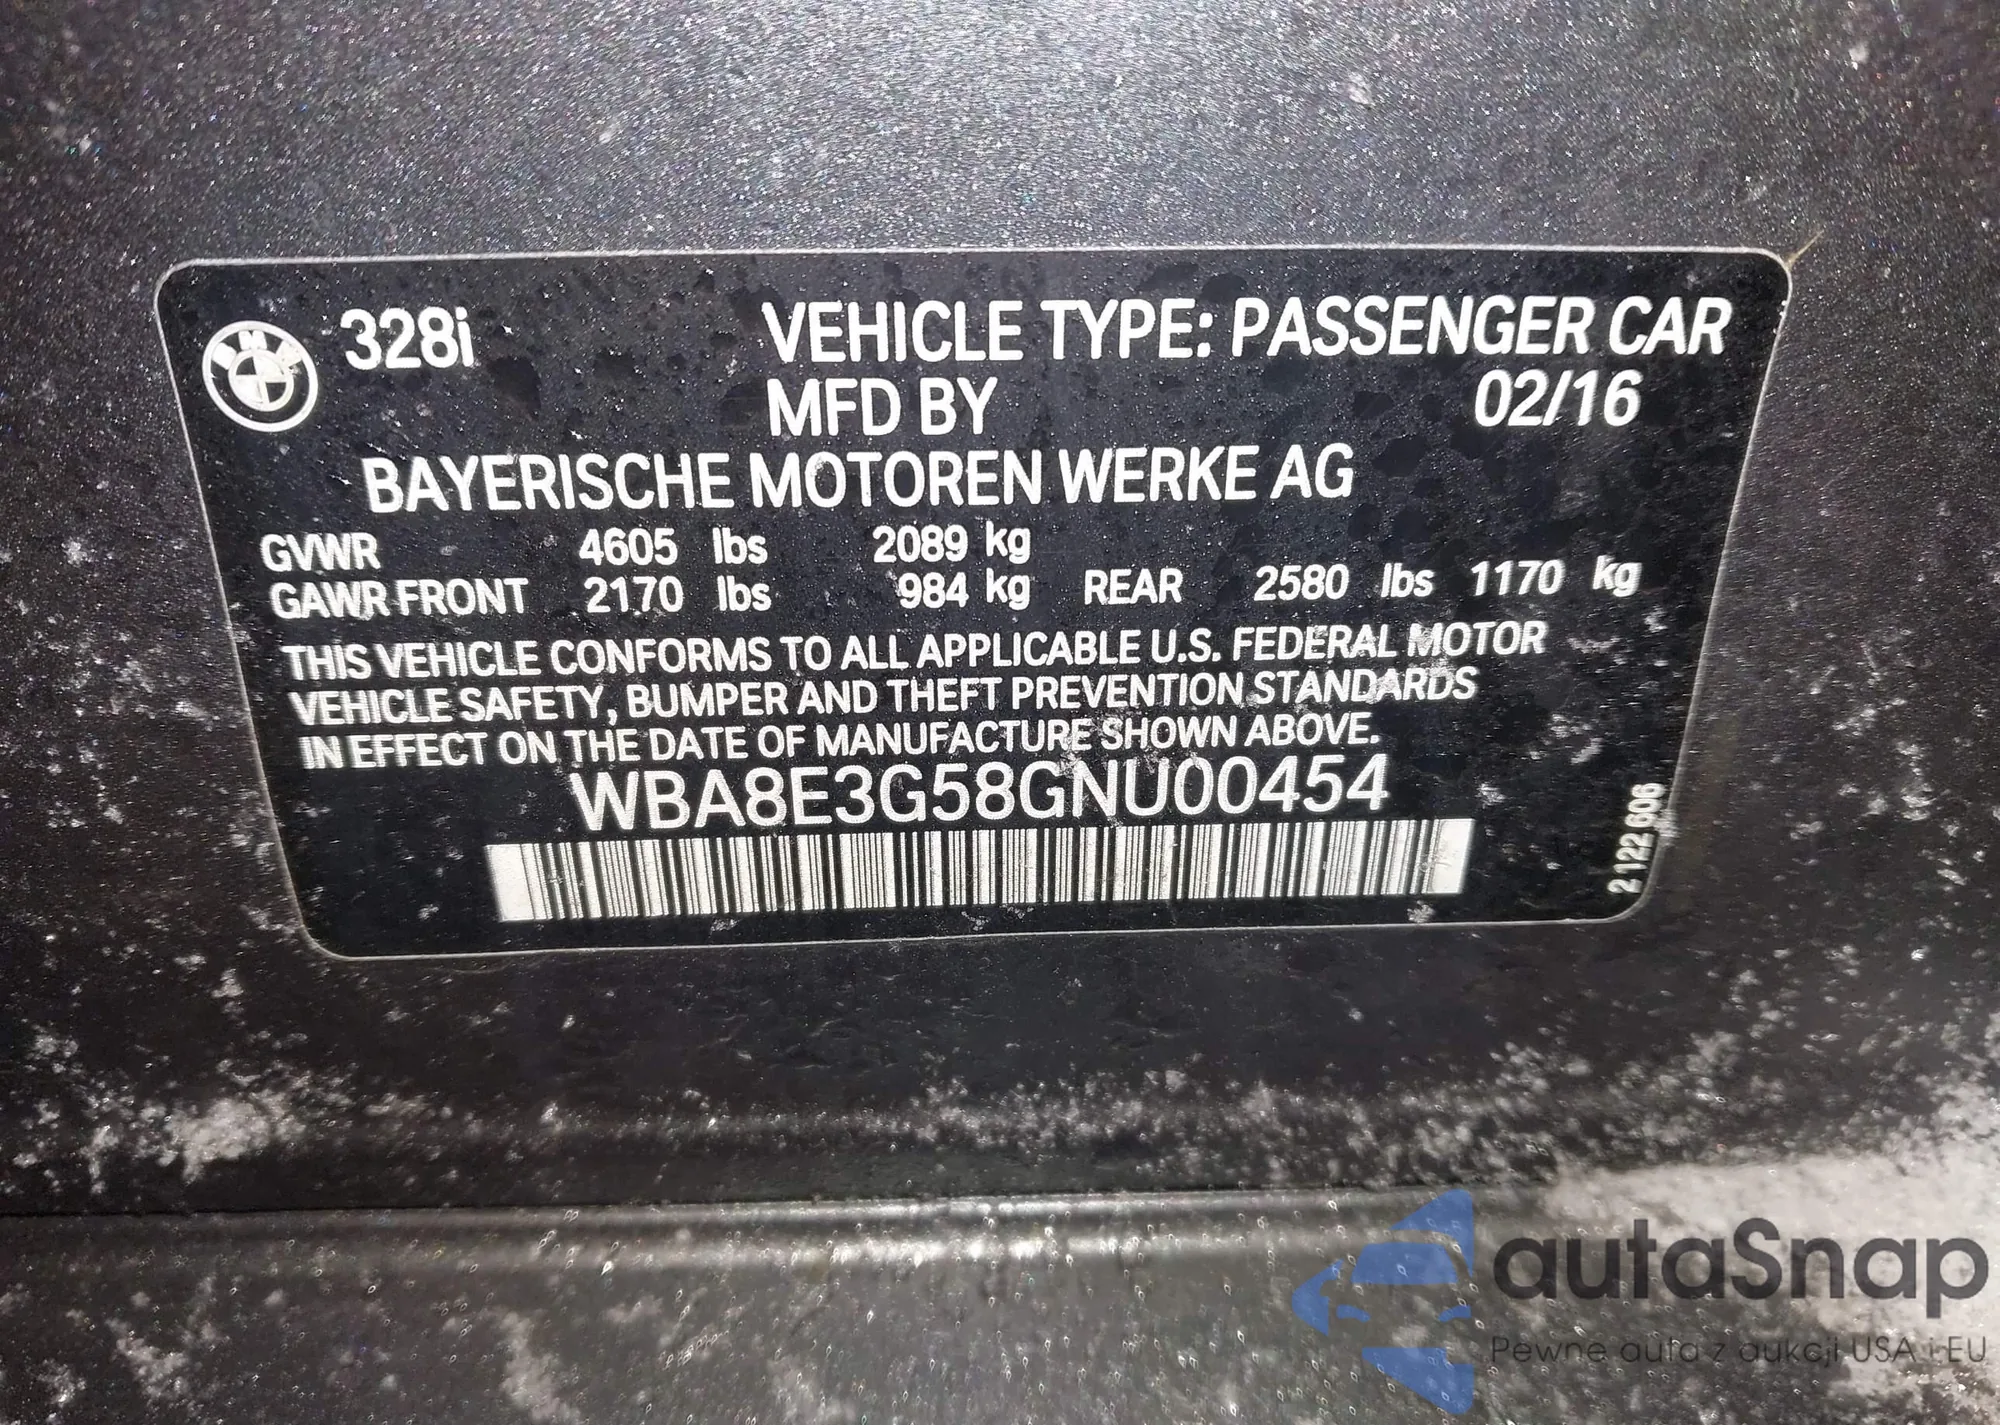 BMW 328i VEHICLE TYPE: PASSENGER CAR
MFD BY 02/16
BAYERISCHE MOTOREN WERKE AG
GVWR 4605 lbs 2089 kg
GAWR FRONT 2170 lbs 984 kg REAR 2580 lbs 1170 kg
THIS VEHICLE CONFORMS TO ALL APPLICABLE U.S. FEDERAL MOTOR
VEHICLE SAFETY, BUMPER AND THEFT PREVENTION STANDARDS
IN EFFECT ON THE DATE OF MANUFACTURE SHOWN ABOVE.
WBA8E3G58GNU00454
2 122 606
autaSnap
Pewne auta z aukcji USA i EU